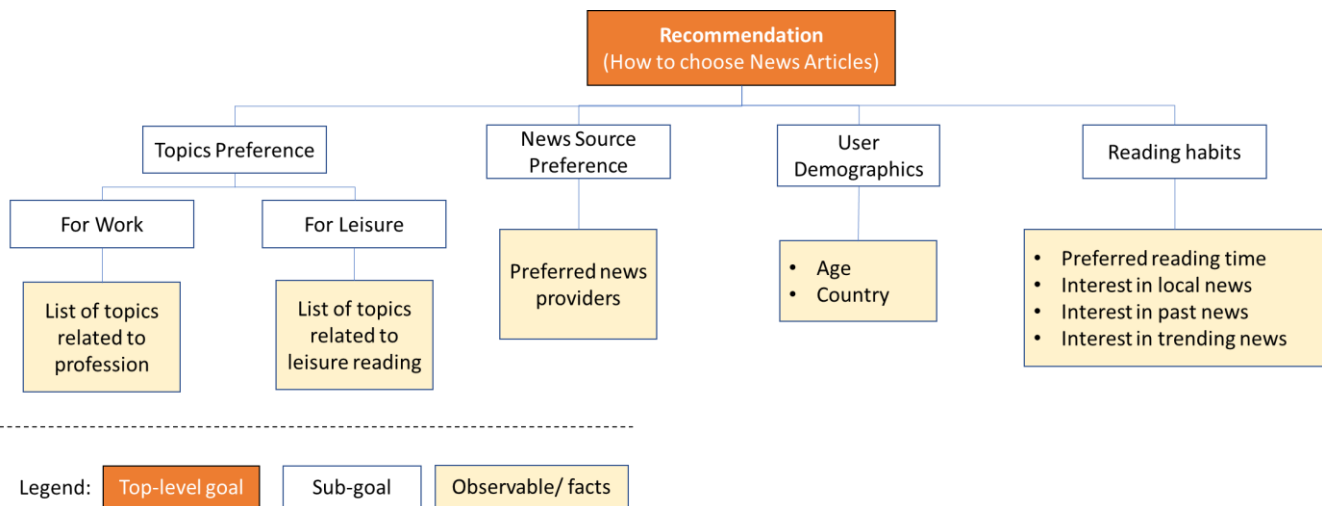 Recommendation
(How to choose News Articles)
Topics Preference
News Source
Preference
User
Demographics
Reading habits
For Work
For Leisure
List of topics
related to
profession
List of topics
related to
leisure reading
Preferred news
providers
• Age
• Country
• Preferred reading time
• Interest in local news
• Interest in past news
• Interest in trending news
Legend:
Top-level goal
Sub-goal
Observable/ facts